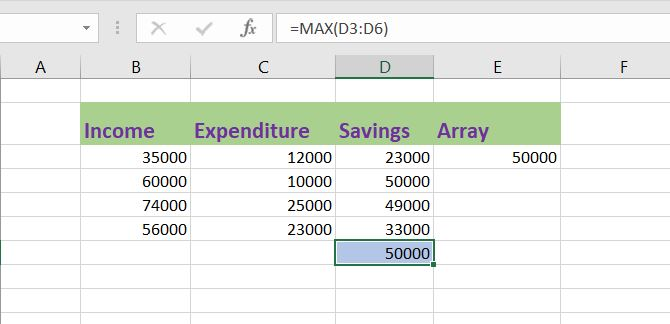 fx =MAX(D3:D6)
A B C D E F
Income Expenditure Savings Array
35000 12000 23000 50000
60000 10000 50000
74000 25000 49000
56000 23000 33000
50000